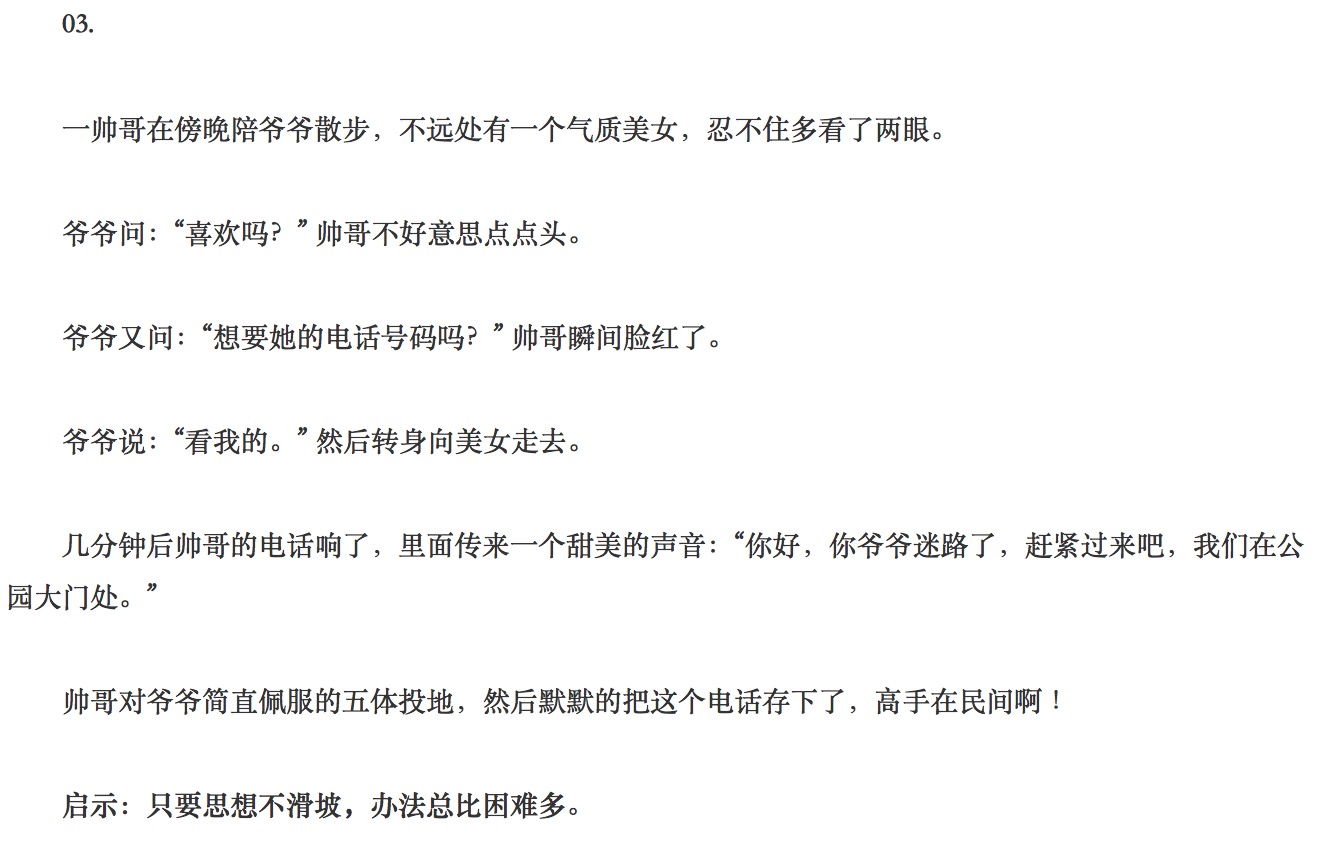 03.
一帅哥在傍晚陪爷爷散步，不远处有一个气质美女，忍不住多看了两眼。
爷爷问：“喜欢吗？”帅哥不好意思点点头。
爷爷又问：“想要她的电话号码吗？”帅哥瞬间脸红了。
爷爷说：“看我的。”然后转身向美女走去。
几分钟后帅哥的电话响了，里面传来一个甜美的声音：“你好，你爷爷迷路了，赶紧过来吧，我们在公
园大门处。”
帅哥对爷爷简直佩服的五体投地，然后默默的把这个电话存下了，高手在民间啊！
启示：只要思想不滑坡，办法总比困难多。